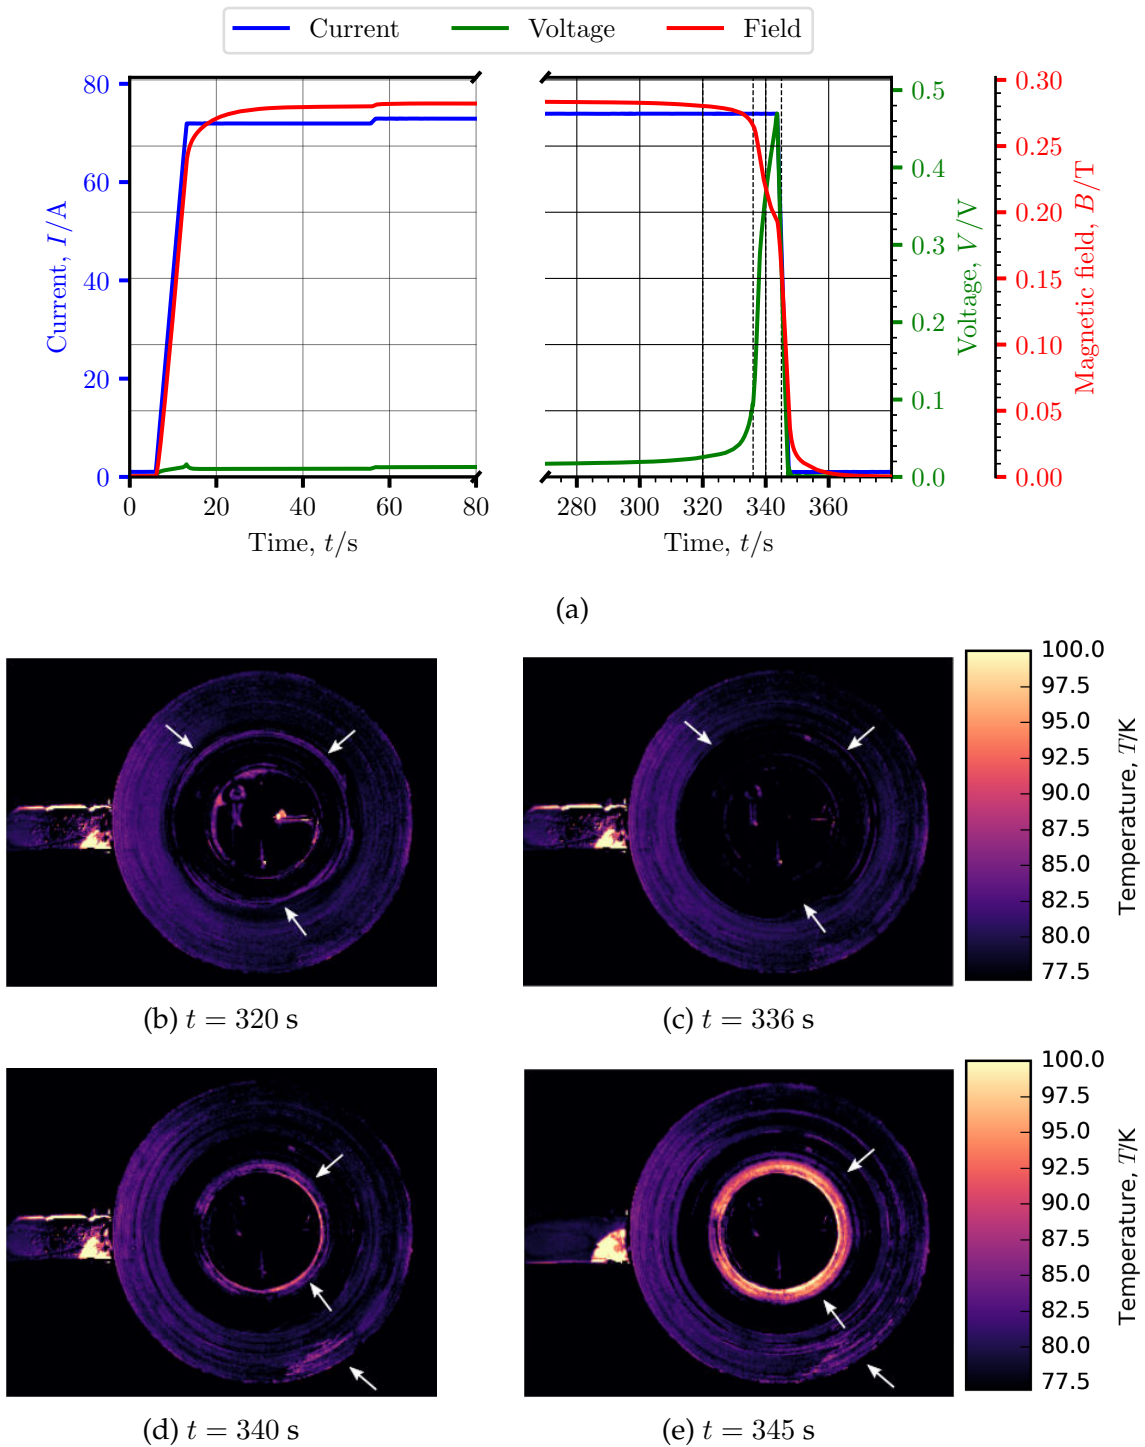 Current Voltage Field
80
60
40
20
0
Current, I/A
0 20 40 60 80
Time, t/s
280 300 320 340 360
Time, t/s
0.5
0.4
0.3
0.2
0.1
0.0
Voltage, V/V
0.30
0.25
0.20
0.15
0.10
0.05
0.00
Magnetic field, B/T
(a)
100.0
97.5
95.0
92.5
90.0
87.5
85.0
82.5
80.0
77.5
Temperature, T/K
(b) t = 320 s
(c) t = 336 s
100.0
97.5
95.0
92.5
90.0
87.5
85.0
82.5
80.0
77.5
Temperature, T/K
(d) t = 340 s
(e) t = 345 s